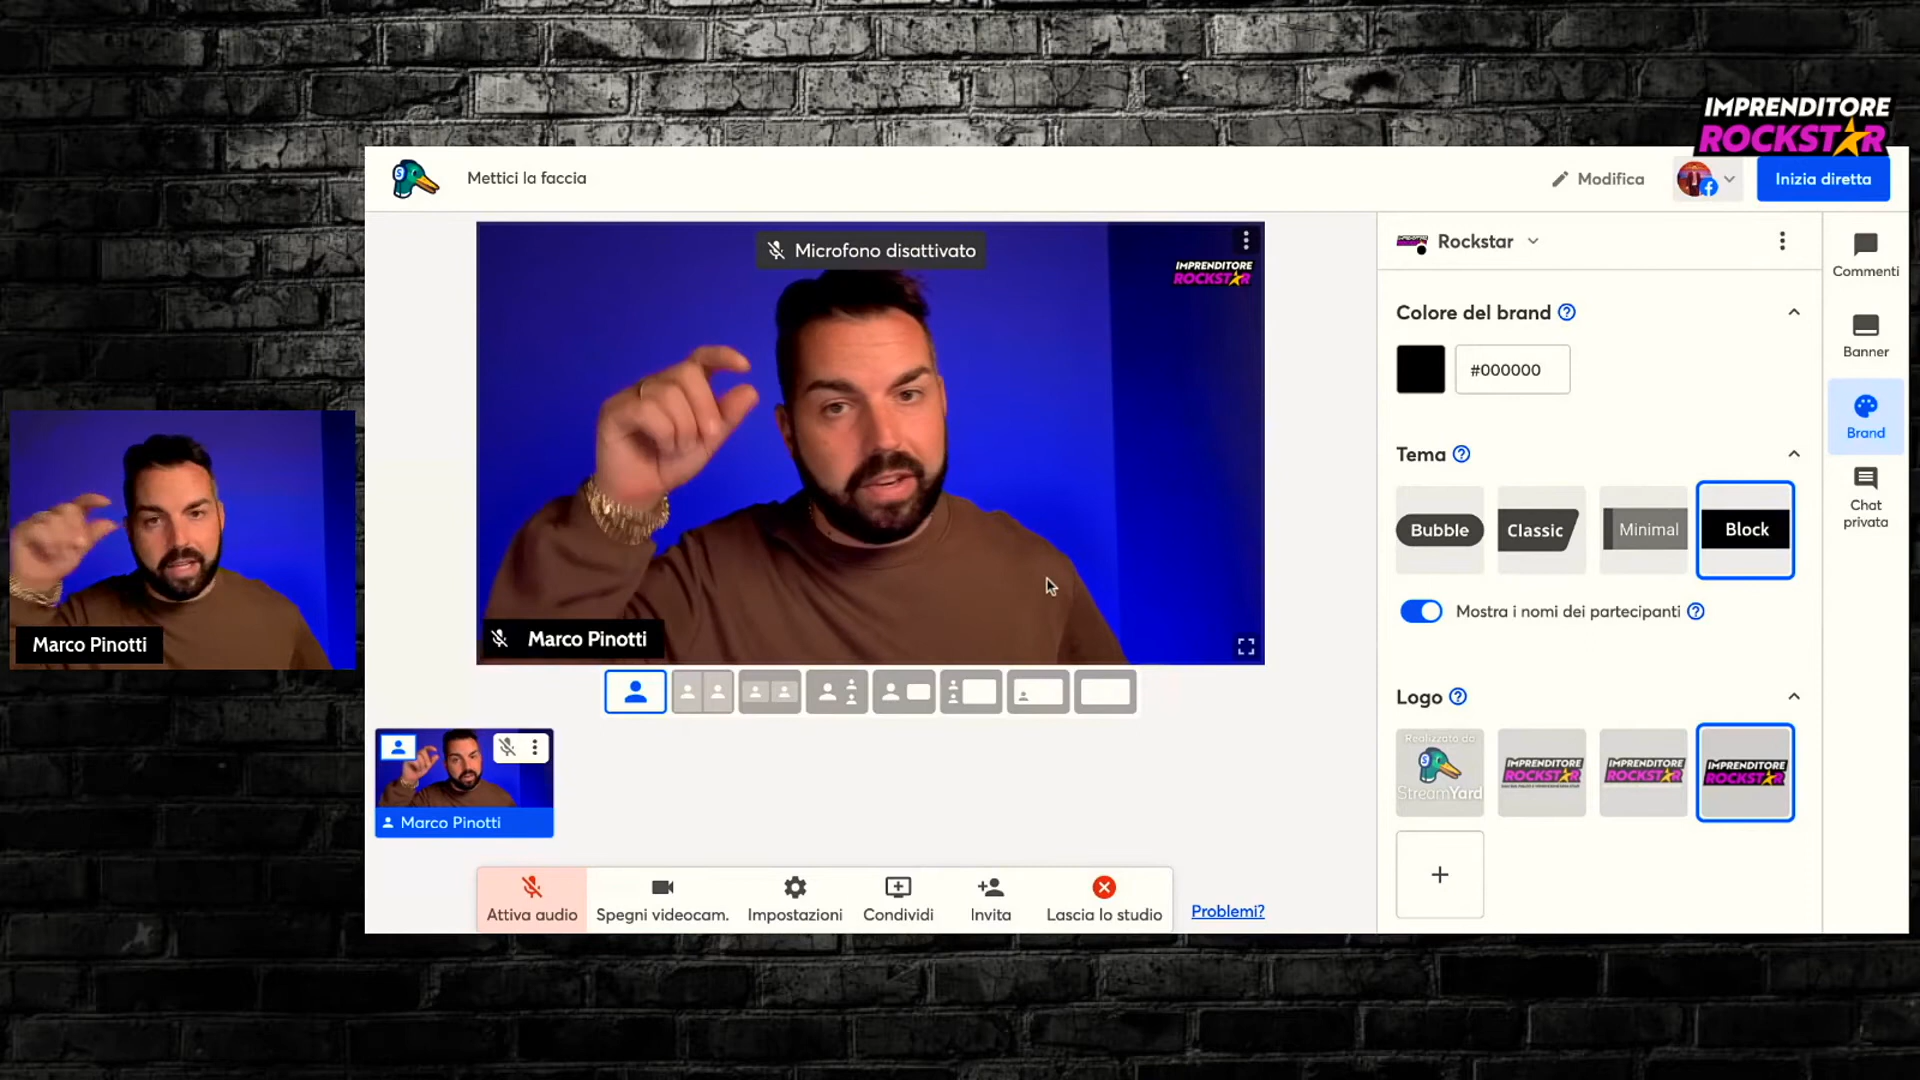 IMPRENDITORE
ROCKSTAR
Mettici la faccia
Modifica
Inizia diretta
Microfono disattivato
IMPRENDITORE
ROCKSTAR
Marco Pinotti
Marco Pinotti
Marco Pinotti
Attiva audio
Spegni videocam.
Impostazioni
Condividi
Invita
Lascia lo studio
Problemi?
Rockstar
Colore del brand
#000000
Tema
Bubble
Classic
Minimal
Block
Mostra i nomi dei partecipanti
Logo
Realizzato da
StreamYard
IMPRENDITORE
ROCKSTAR
IMPRENDITORE
ROCKSTAR
IMPRENDITORE
ROCKSTAR
Commenti
Banner
Brand
Chat
privata